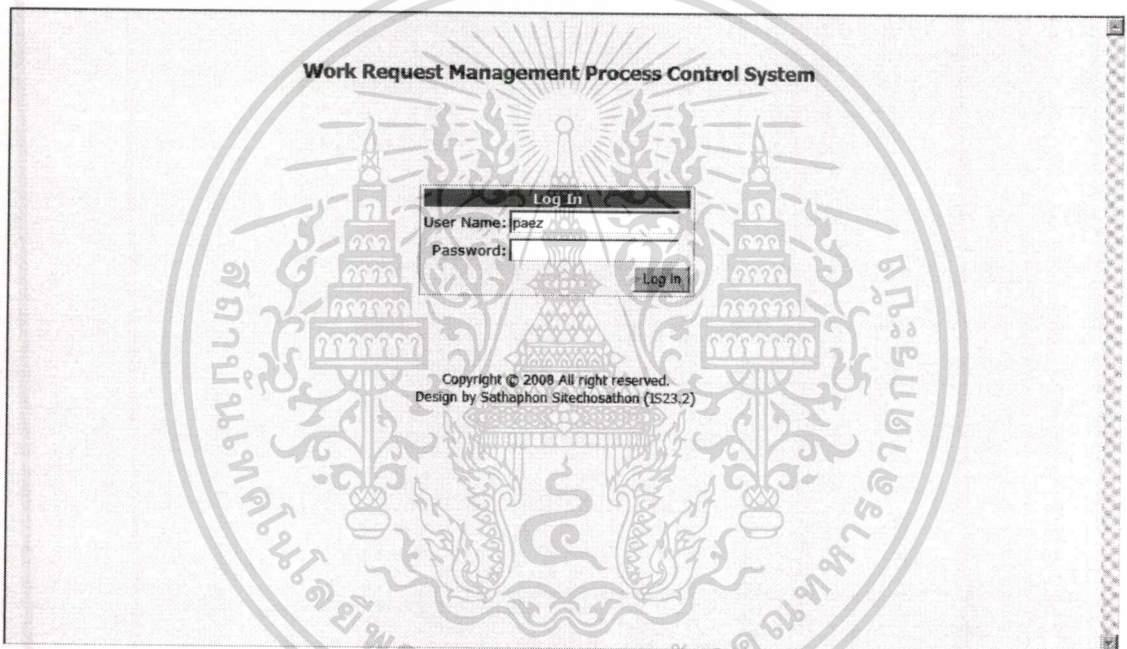 Work Request Management Process Control System
Log In
User Name: paez
Password:
Log In
Copyright © 2008 All right reserved.
Design by Sathaphon Sitechosathon (IS23.2)